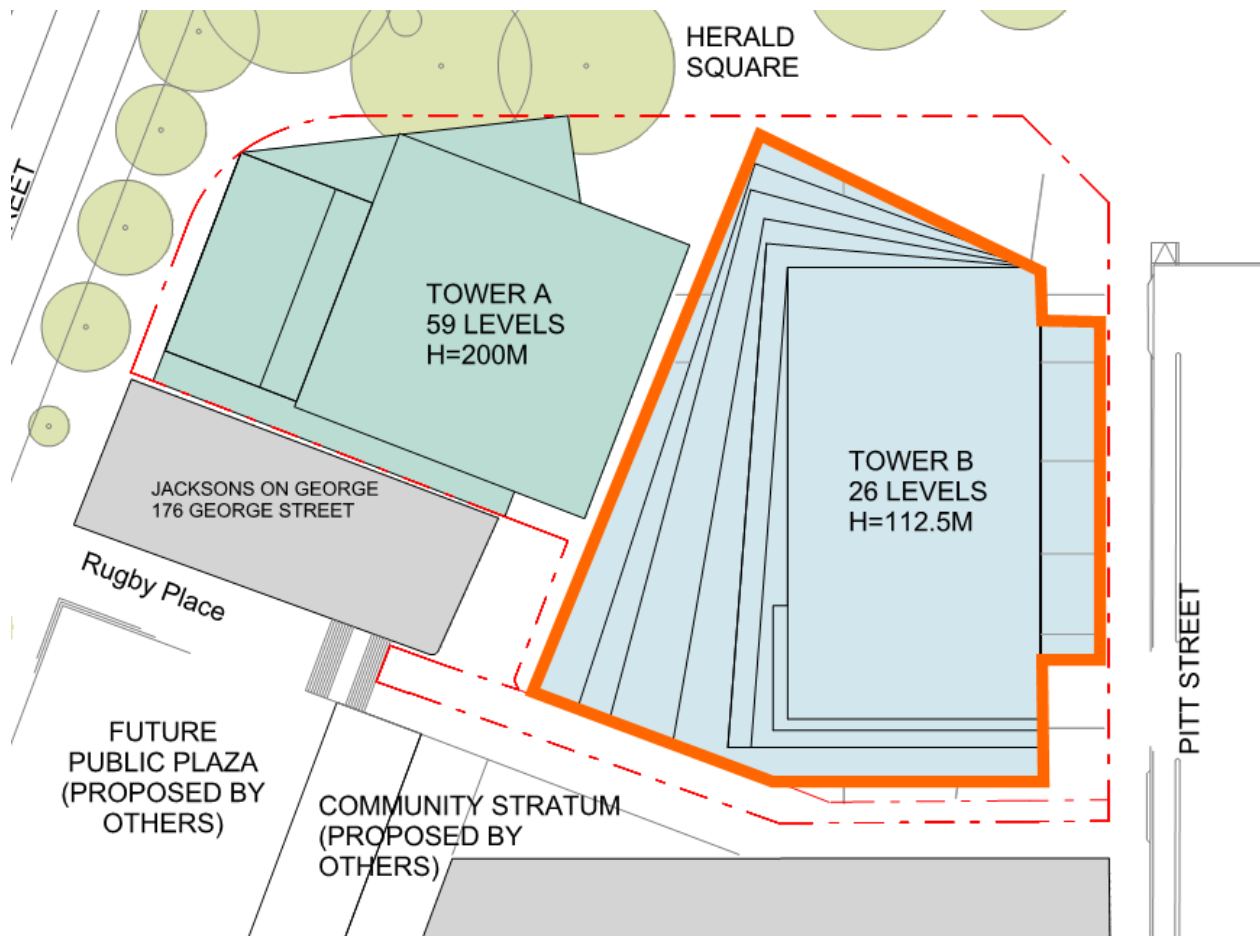 HERALD
SQUARE
TOWER A
59 LEVELS
H=200M
TOWER B
26 LEVELS
H=112.5M
JACKSONS ON GEORGE
176 GEORGE STREET
Rugby Place
PITT STREET
FUTURE
PUBLIC PLAZA
(PROPOSED BY
OTHERS)
COMMUNITY STRATUM
(PROPOSED BY
OTHERS)